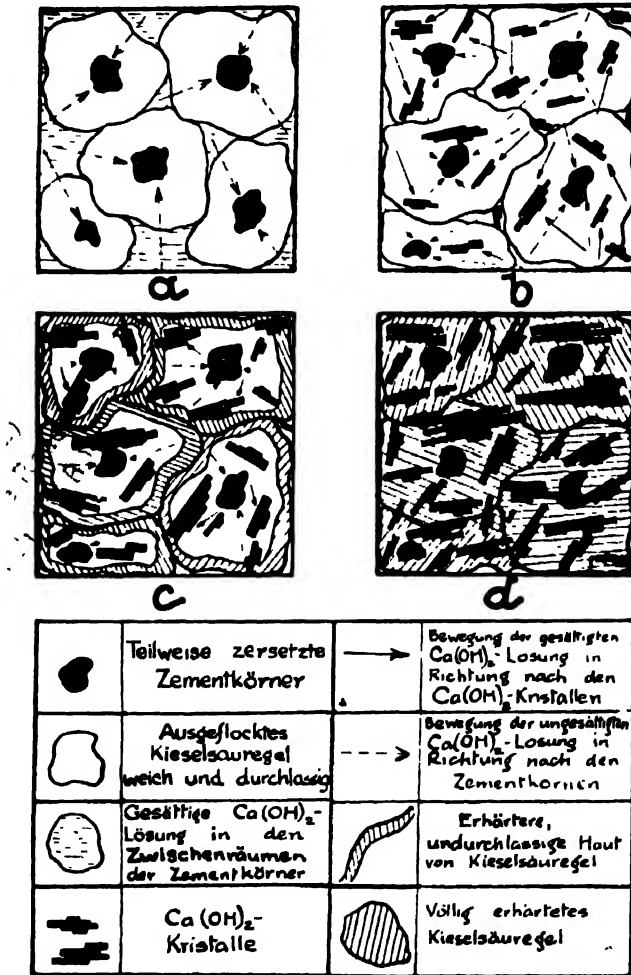 a
b
c
d
Teilweise zersetzte
Zementkörner
Bewegung der gesättigten
Ca(OH)₂-Lösung in
Richtung nach den
Ca(OH)₂-Kristallen
Ausgeflocktes
Kieselsäuregel
weich und durchlässig
Bewegung der ungesättigten
Ca(OH)₂-Lösung in
Richtung nach den
Zementkörnern
Gesättige Ca(OH)₂-
Lösung in den
Zwischenräumen
der Zementkörner
Erhärtere,
undurchlässige Haut
von Kieselsäuregel
Ca(OH)₂-
Kristalle
Völlig erhärtetes
Kieselsäuregel